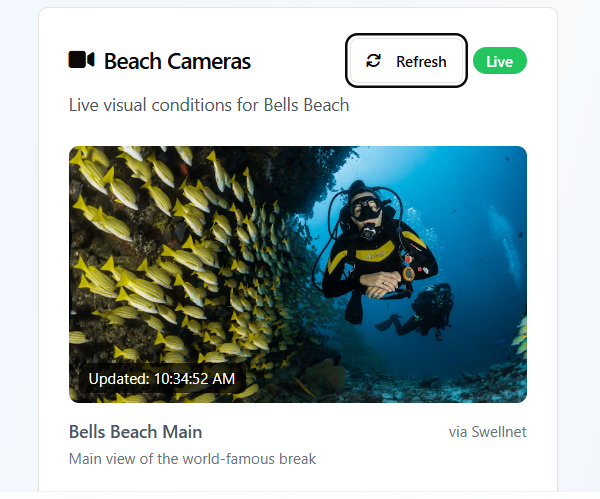 Beach Cameras
Refresh
Live
Live visual conditions for Bells Beach
Updated: 10:34:52 AM
Bells Beach Main
via Swellnet
Main view of the world-famous break